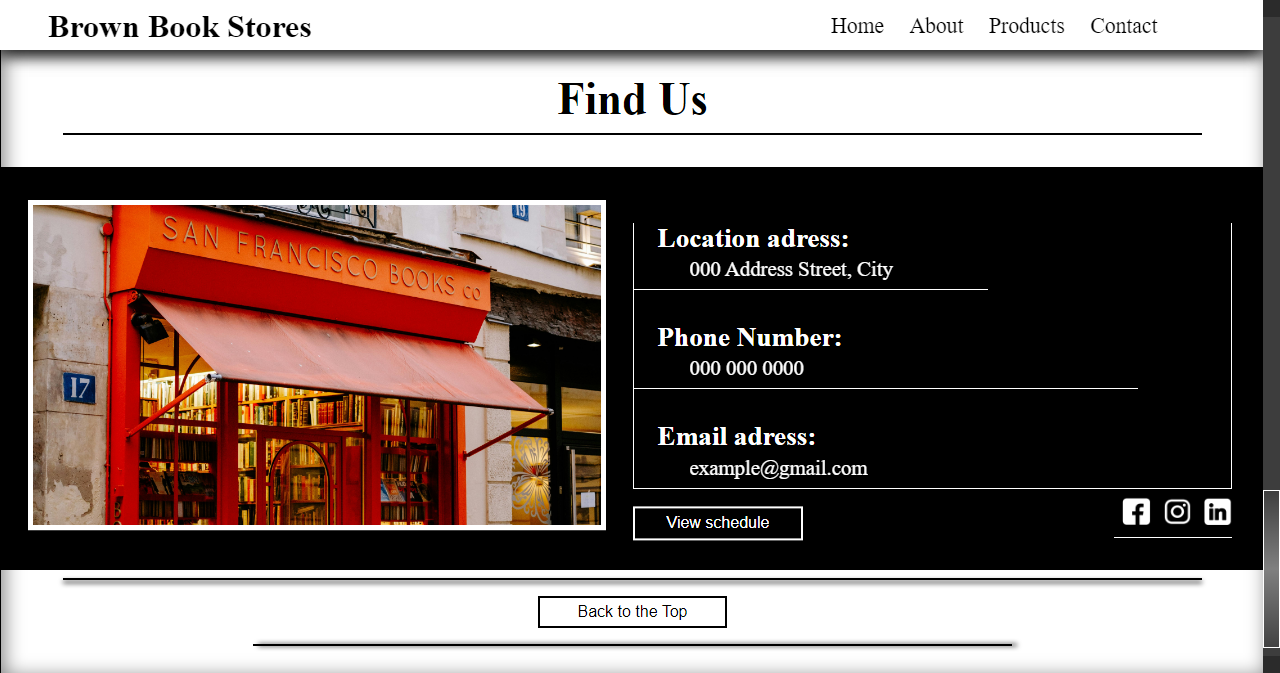 Brown Book Stores
Home About Products Contact
Find Us
19
SAN FRANCISCO BOOKS CO
17
Location adress:
000 Address Street, City
Phone Number:
000 000 0000
Email adress:
example@gmail.com
View schedule
Back to the Top